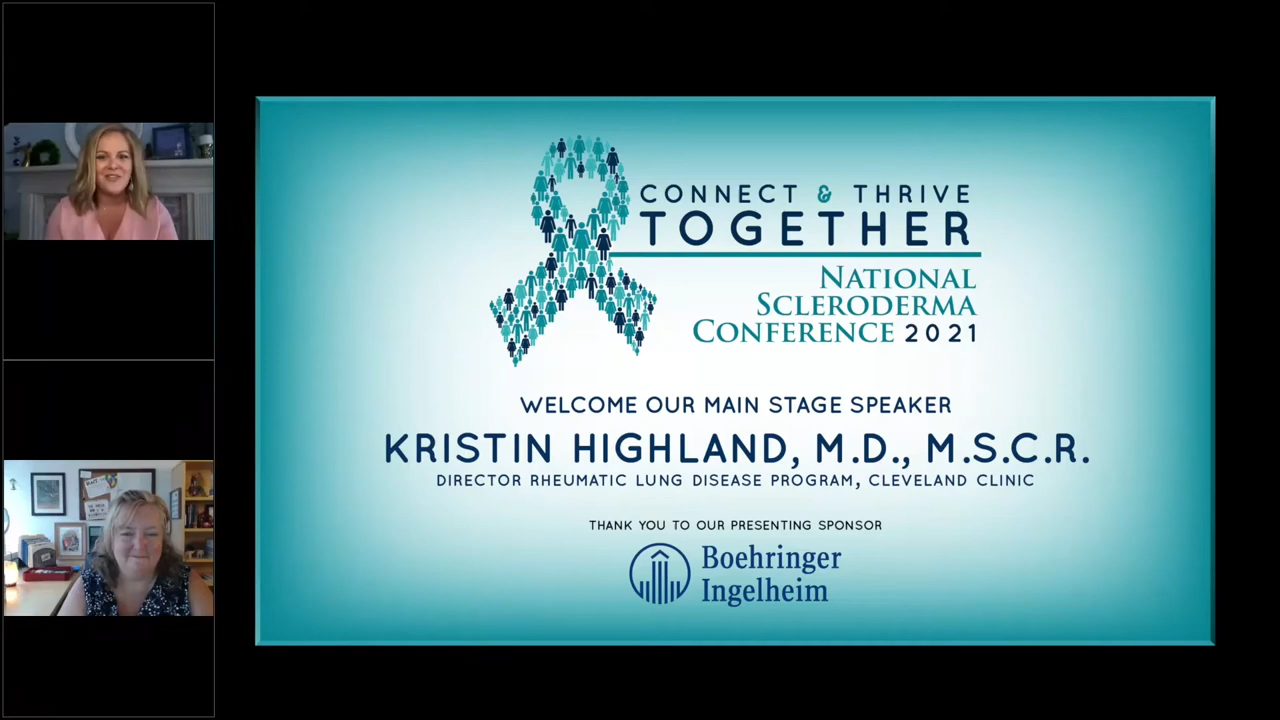 CONNECT & THRIVE
TOGETHER
NATIONAL
SCLERODERMA
CONFERENCE 2021
WELCOME OUR MAIN STAGE SPEAKER
KRISTIN HIGHLAND, M.D., M.S.C.R.
DIRECTOR RHEUMATIC LUNG DISEASE PROGRAM, CLEVELAND CLINIC
THANK YOU TO OUR PRESENTING SPONSOR
Boehringer
Ingelheim